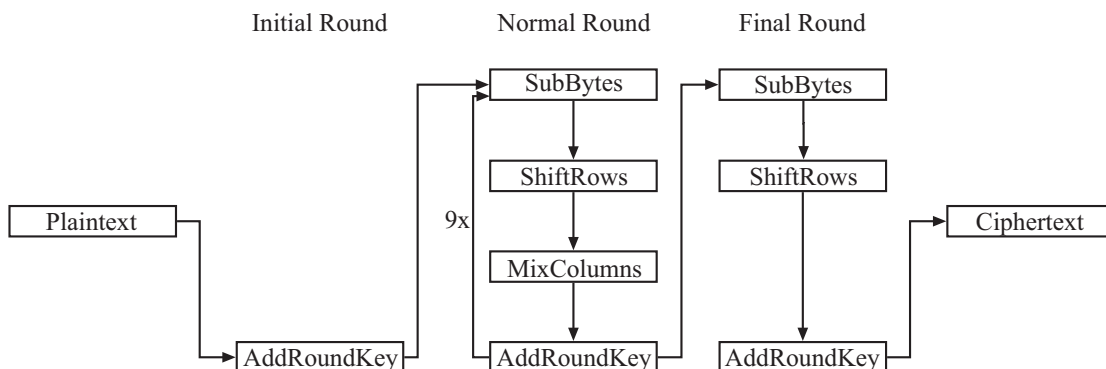 Initial Round
Normal Round
Final Round
SubBytes
SubBytes
ShiftRows
ShiftRows
Plaintext
9x
Ciphertext
MixColumns
AddRoundKey
AddRoundKey
AddRoundKey